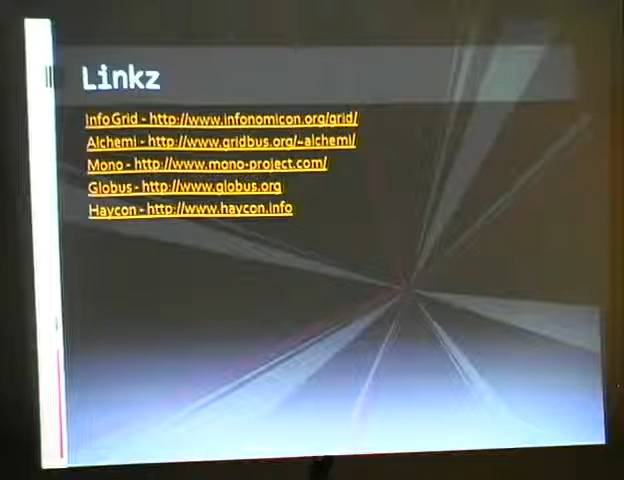 Linkz
InfoGrid - http://www.infonomicon.org/grid/
Alchemi - http://www.gridbus.org/~alchemi/
Mono - http://www.mono-project.com/
Globus - http://www.globus.org
Haycon - http://www.haycon.info